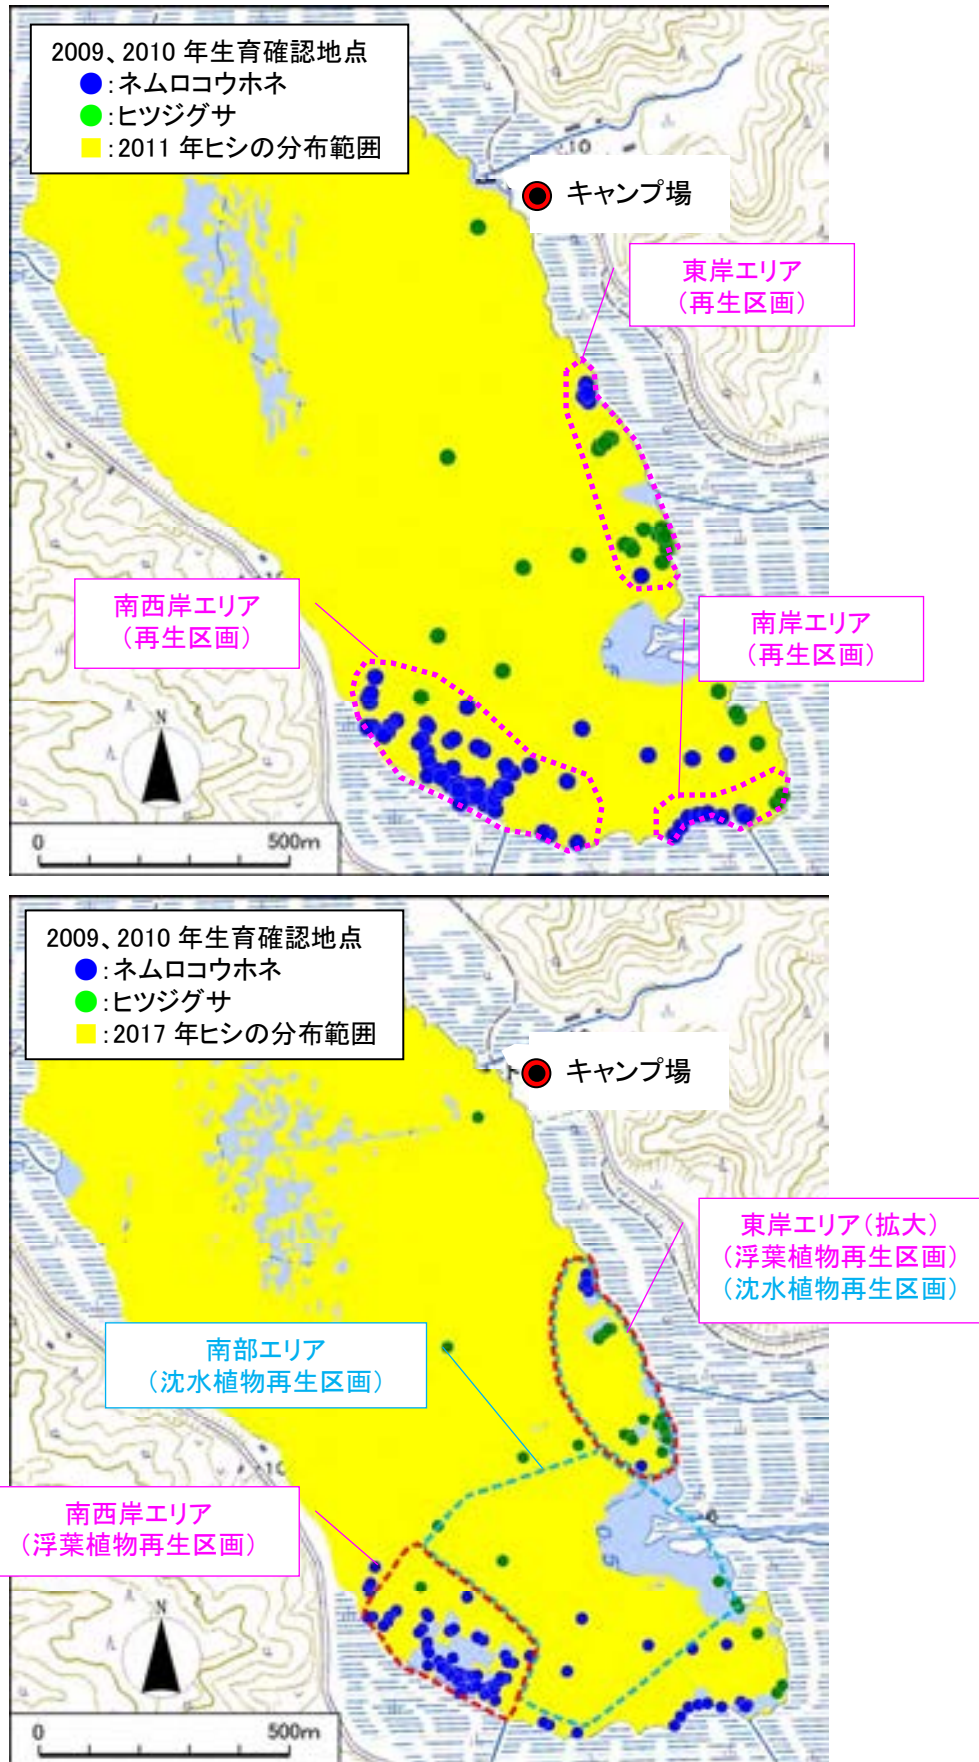 2009、2010 年生育確認地点
●：ネムロコウホネ
●：ヒツジグサ
■：2011 年ヒシの分布範囲
10
キャンプ場
東岸エリア
（再生区画）
南西岸エリア
（再生区画）
南岸エリア
（再生区画）
N
0 500m
2009、2010 年生育確認地点
●：ネムロコウホネ
●：ヒツジグサ
■：2017 年ヒシの分布範囲
キャンプ場
東岸エリア（拡大）
（浮葉植物再生区画）
（沈水植物再生区画）
南部エリア
（沈水植物再生区画）
10
南西岸エリア
（浮葉植物再生区画）
N
0 500m